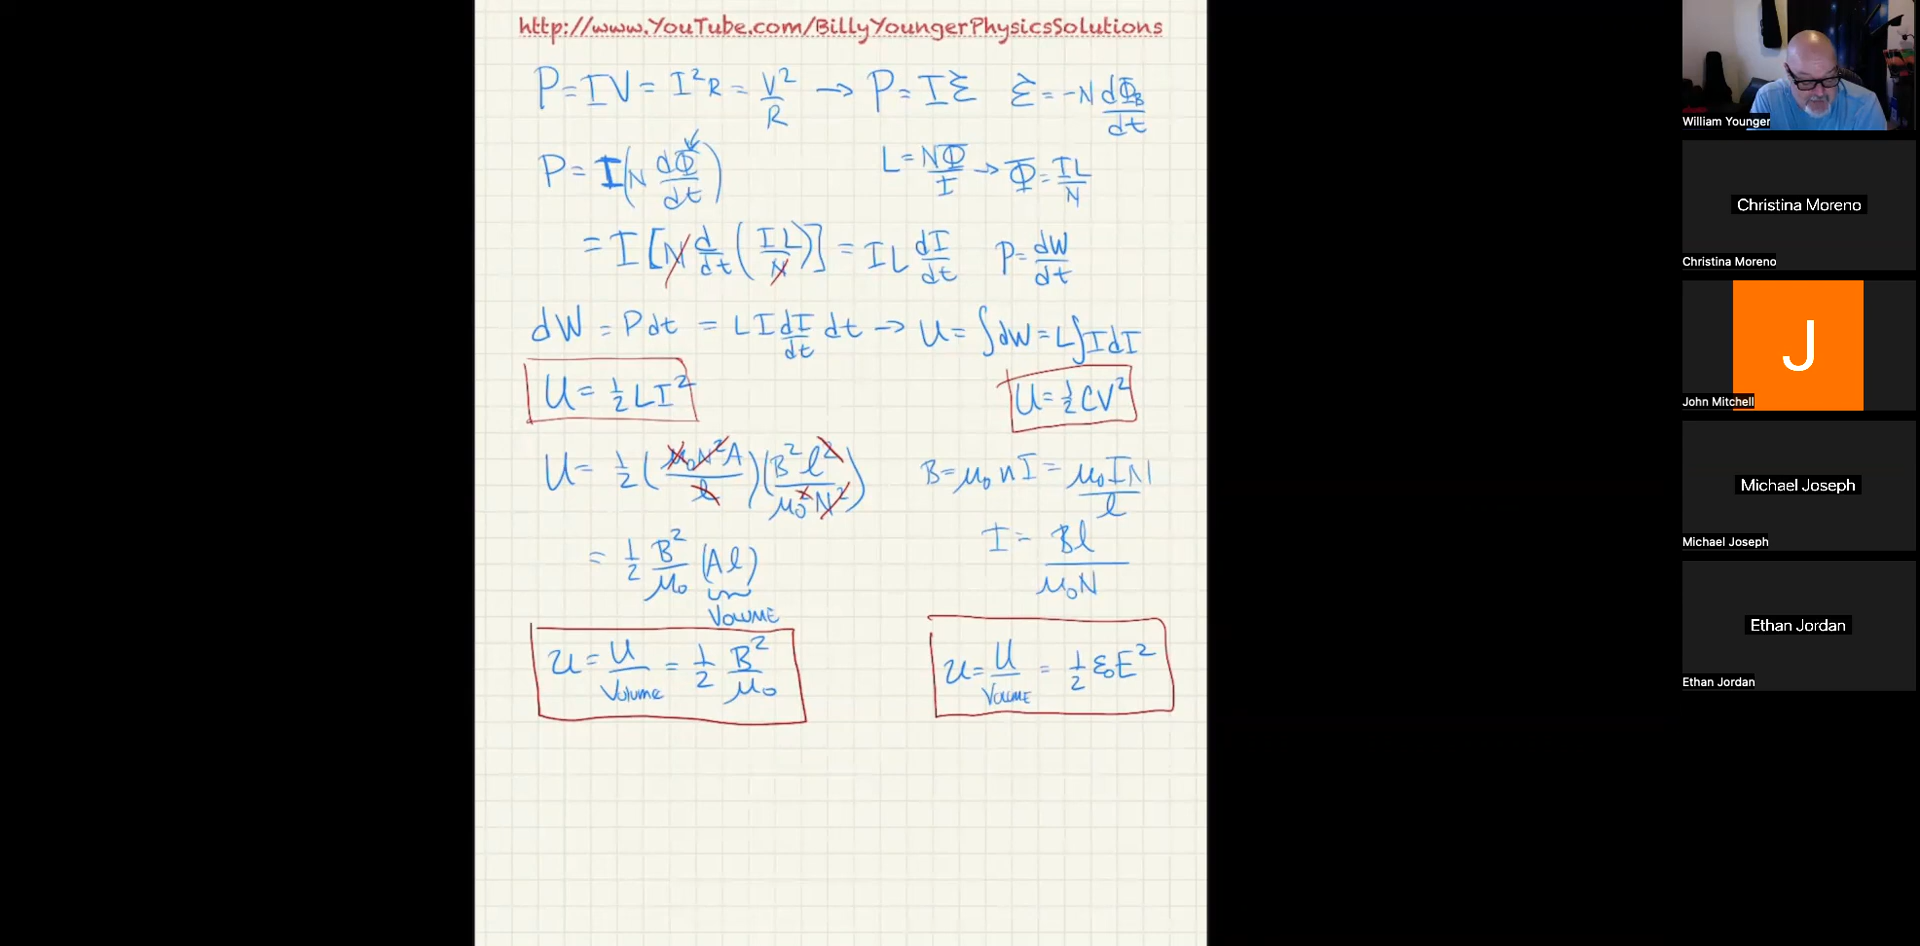 http://www.YouTube.com/BillyYoungerPhysicsSolutions
P = IV = I²R = V²/R → P = Iℰ   ℰ = -N dΦ_B/dt
P = I(N dΦ/dt)   L = NΦ/I → Φ = IL/N
= I[N d/dt (IL/N)] = IL dI/dt   P = dW/dt
dW = Pdt = LI dI/dt dt → U = ∫dW = L∫IdI
U = ½LI²   U = ½CV²
U = ½(μ₀N²A/l)(B²l²/μ₀²N²)   B = μ₀nI = μ₀IN/l
= ½ B²/μ₀ (Al)   I = Bl/μ₀N
VOLUME
u = U/Volume = ½ B²/μ₀   u = U/VOLUME = ½ε₀E²
William Younger
Christina Moreno
Christina Moreno
J
John Mitchell
Michael Joseph
Michael Joseph
Ethan Jordan
Ethan Jordan